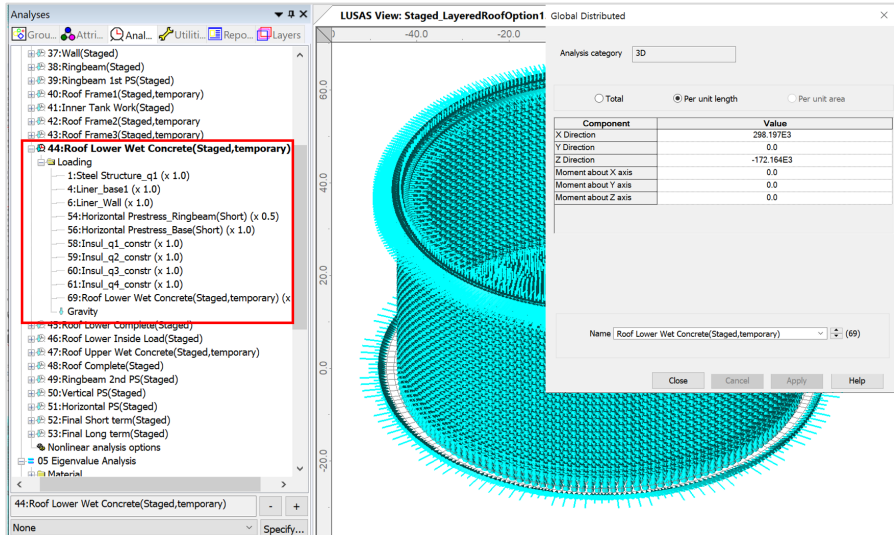 Analyses
Grou... Attri... Anal... Utiliti... Repo... Layers
37:Wall(Staged)
38:Ringbeam(Staged)
39:Ringbeam 1st PS(Staged)
40:Roof Frame1(Staged,temporary)
41:Inner Tank Work(Staged)
42:Roof Frame2(Staged,temporary
43:Roof Frame3(Staged,temporary)
44:Roof Lower Wet Concrete(Staged,temporary)
Loading
1:Steel Structure_q1 (x 1.0)
4:Liner_base1 (x 1.0)
6:Liner_Wall (x 1.0)
54:Horizontal Prestress_Ringbeam(Short) (x 0.5)
56:Horizontal Prestress_Base(Short) (x 1.0)
58:Insul_q1_constr (x 1.0)
59:Insul_q2_constr (x 1.0)
60:Insul_q3_constr (x 1.0)
61:Insul_q4_constr (x 1.0)
69:Roof Lower Wet Concrete(Staged,temporary) (x
Gravity
45:Roof Lower Complete(Staged)
46:Roof Lower Inside Load(Staged)
47:Roof Upper Wet Concrete(Staged,temporary)
48:Roof Complete(Staged)
49:Ringbeam 2nd PS(Staged)
50:Vertical PS(Staged)
51:Horizontal PS(Staged)
52:Final Short term(Staged)
53:Final Long term(Staged)
Nonlinear analysis options
05 Eigenvalue Analysis
Material
44:Roof Lower Wet Concrete(Staged,temporary)
- +
None
Specify...
LUSAS View: Staged_LayeredRoofOption1.
-40.0 -20.0
60.0
40.0
20.0
0.0
-20.0
Global Distributed
Analysis category 3D
Total Per unit length Per unit area
Component Value
X Direction 298.197E3
Y Direction 0.0
Z Direction -172.164E3
Moment about X axis 0.0
Moment about Y axis 0.0
Moment about Z axis 0.0
Name Roof Lower Wet Concrete(Staged,temporary) (69)
Close Cancel Apply Help